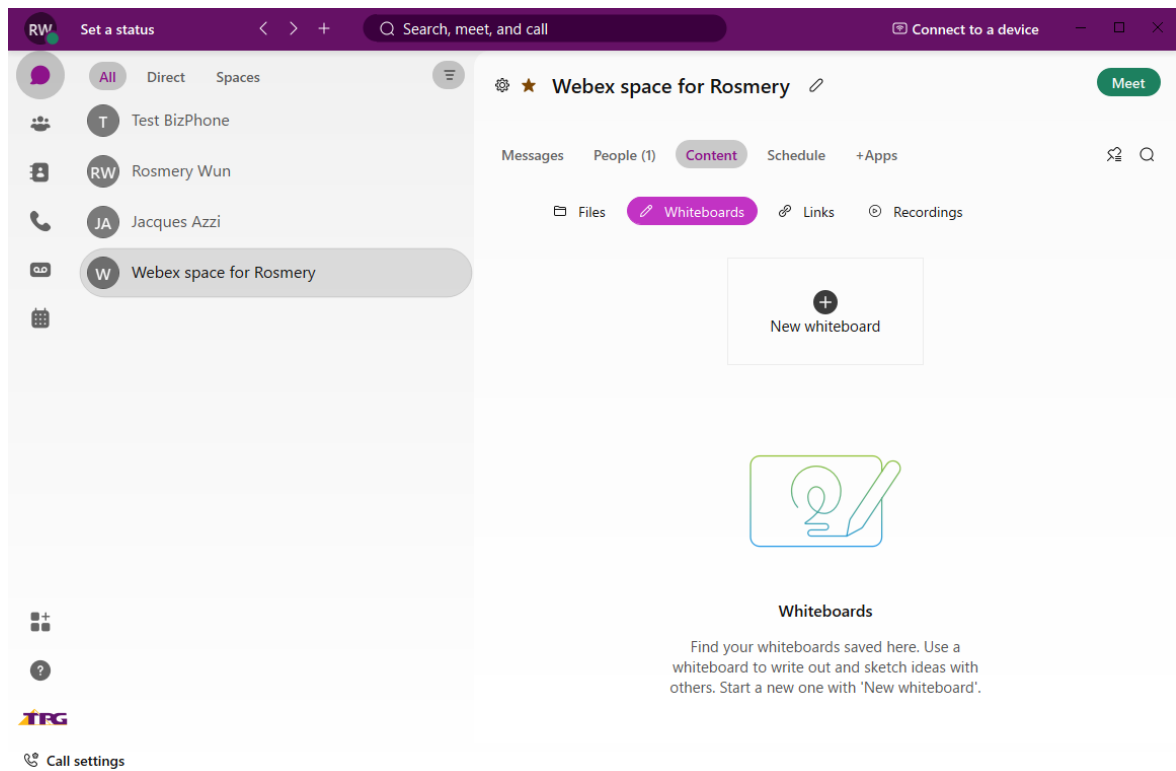 RW Set a status Search, meet, and call Connect to a device
All Direct Spaces
T Test BizPhone
RW Rosmery Wun
JA Jacques Azzi
W Webex space for Rosmery
TPG
Call settings
Webex space for Rosmery Meet
Messages People (1) Content Schedule +Apps
Files Whiteboards Links Recordings
New whiteboard
Whiteboards
Find your whiteboards saved here. Use a
whiteboard to write out and sketch ideas with
others. Start a new one with 'New whiteboard'.